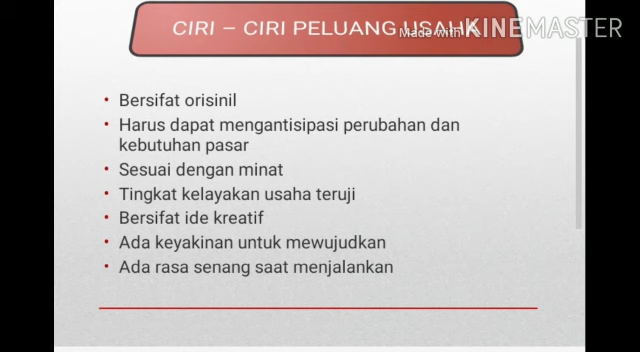 CIRI – CIRI PELUANG USAHA
Made with KINEMASTER
• Bersifat orisinil
• Harus dapat mengantisipasi perubahan dan
kebutuhan pasar
• Sesuai dengan minat
• Tingkat kelayakan usaha teruji
• Bersifat ide kreatif
• Ada keyakinan untuk mewujudkan
• Ada rasa senang saat menjalankan